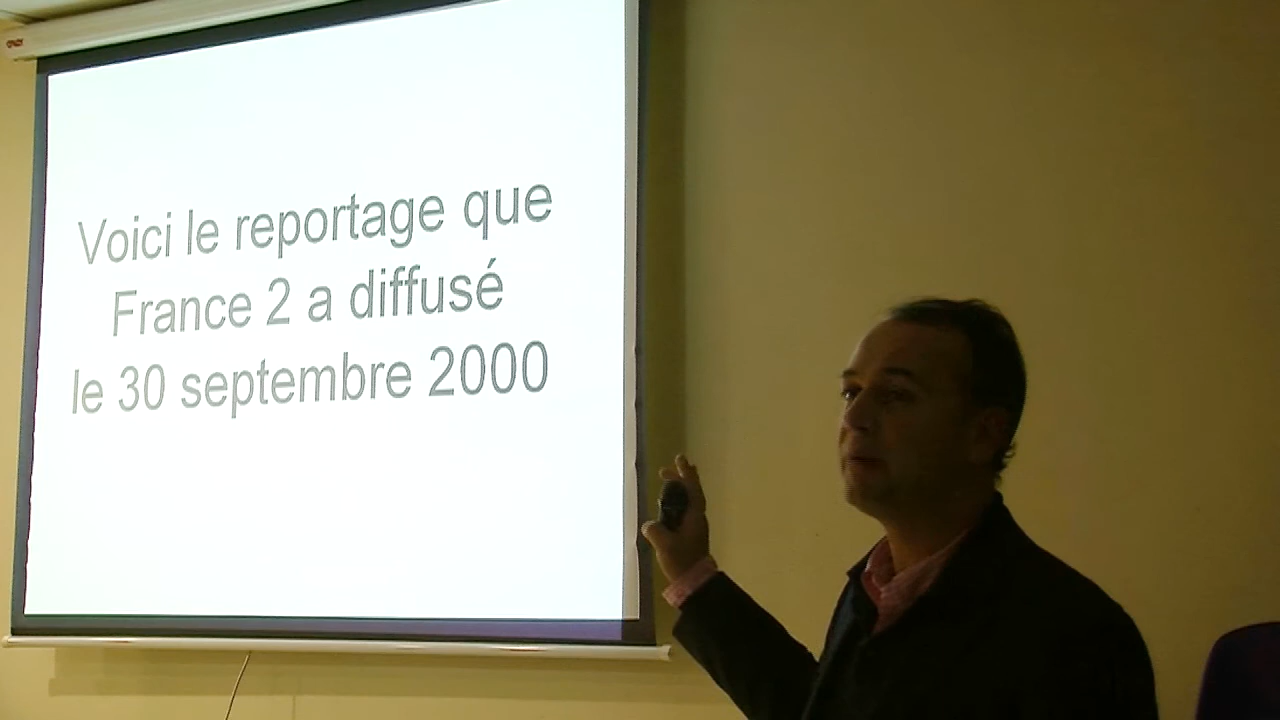 Voici le reportage que
France 2 a diffusé
le 30 septembre 2000